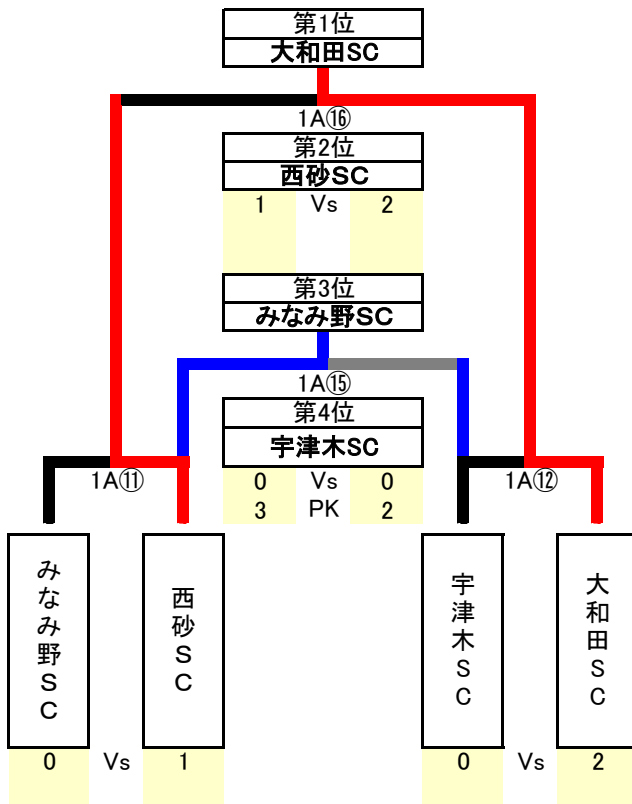 第1位
大和田SC
1A⑯
第2位
西砂SC
1 Vs 2
第3位
みなみ野SC
1A⑮
第4位
宇津木SC
0 Vs 0
3 PK 2
1A⑪
1A⑫
みなみ野SC
西砂SC
宇津木SC
大和田SC
0 Vs 1
0 Vs 2